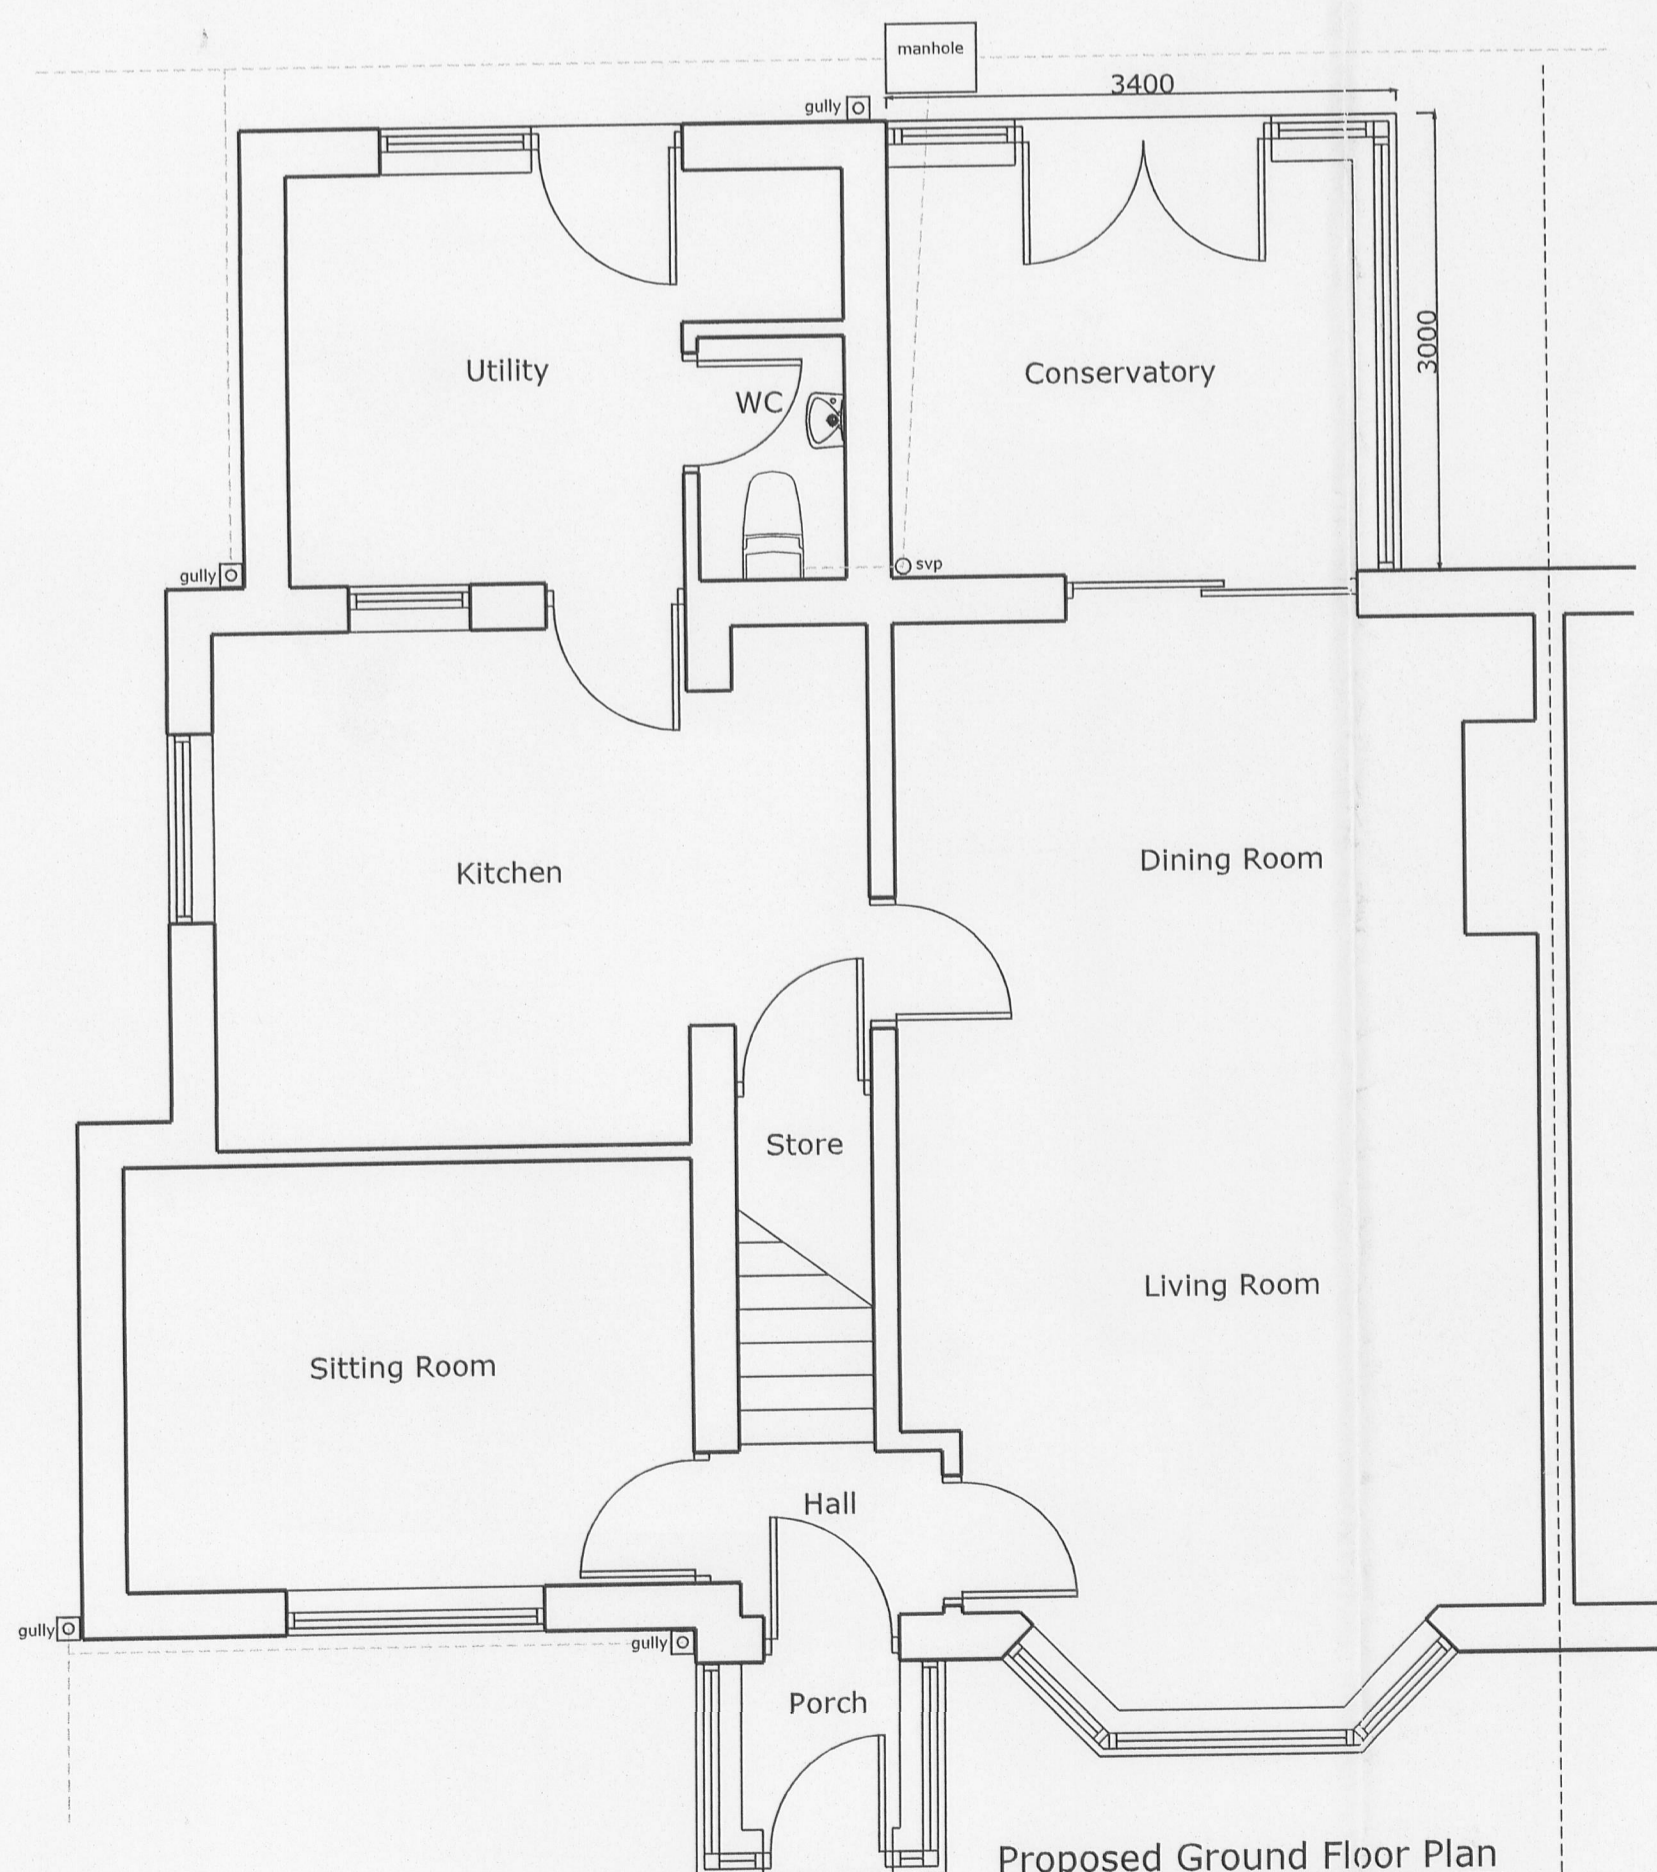 manhole
3400
gully
3000
Utility
WC
Conservatory
gully
svp
Kitchen
Dining Room
Store
Living Room
Sitting Room
Hall
gully
gully
Porch
Proposed Ground Floor Plan